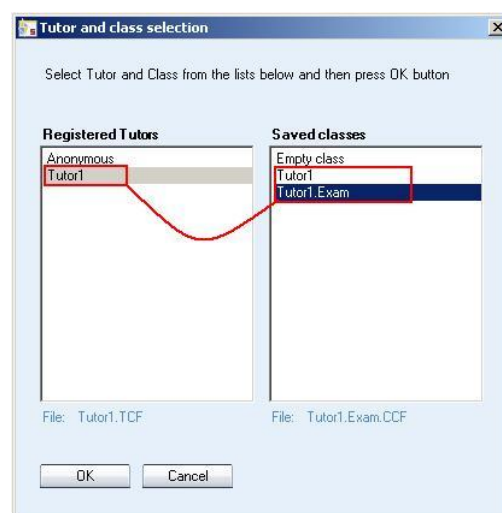 Tutor and class selection
Select Tutor and Class from the lists below and then press OK button
Registered Tutors
Saved classes
Anonymous
Tutor1
Empty class
Tutor1
Tutor1.Exam
File: Tutor1.TCF
File: Tutor1.Exam.CCF
OK
Cancel